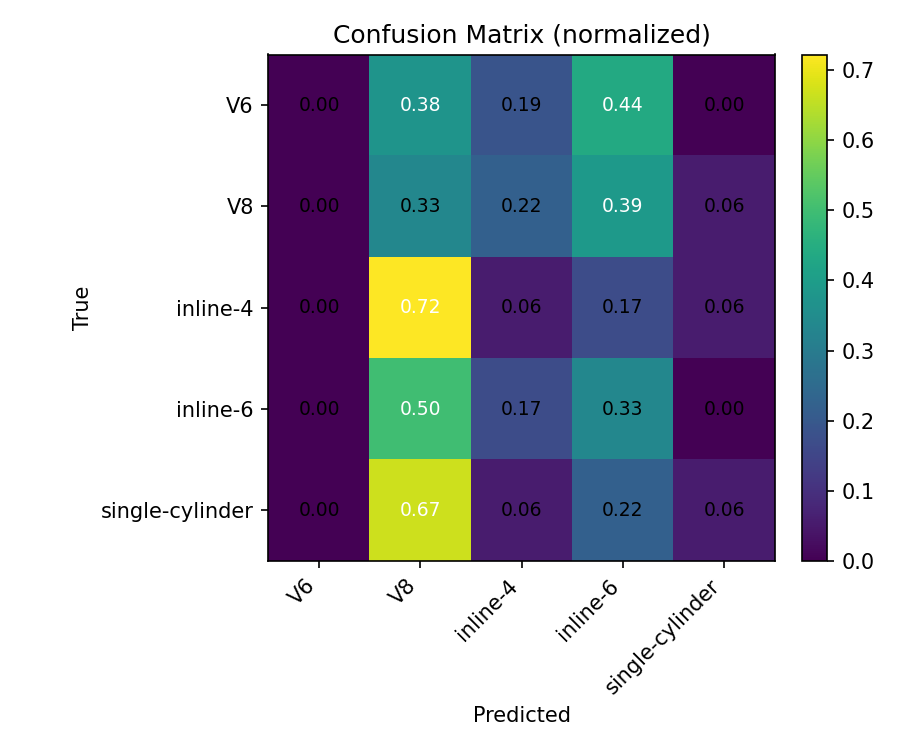 Confusion Matrix (normalized)
V6 0.00 0.38 0.19 0.44 0.00
V8 0.00 0.33 0.22 0.39 0.06
inline-4 0.00 0.72 0.06 0.17 0.06
inline-6 0.00 0.50 0.17 0.33 0.00
single-cylinder 0.00 0.67 0.06 0.22 0.06
True
V6 V8 inline-4 inline-6 single-cylinder
Predicted
0.7
0.6
0.5
0.4
0.3
0.2
0.1
0.0